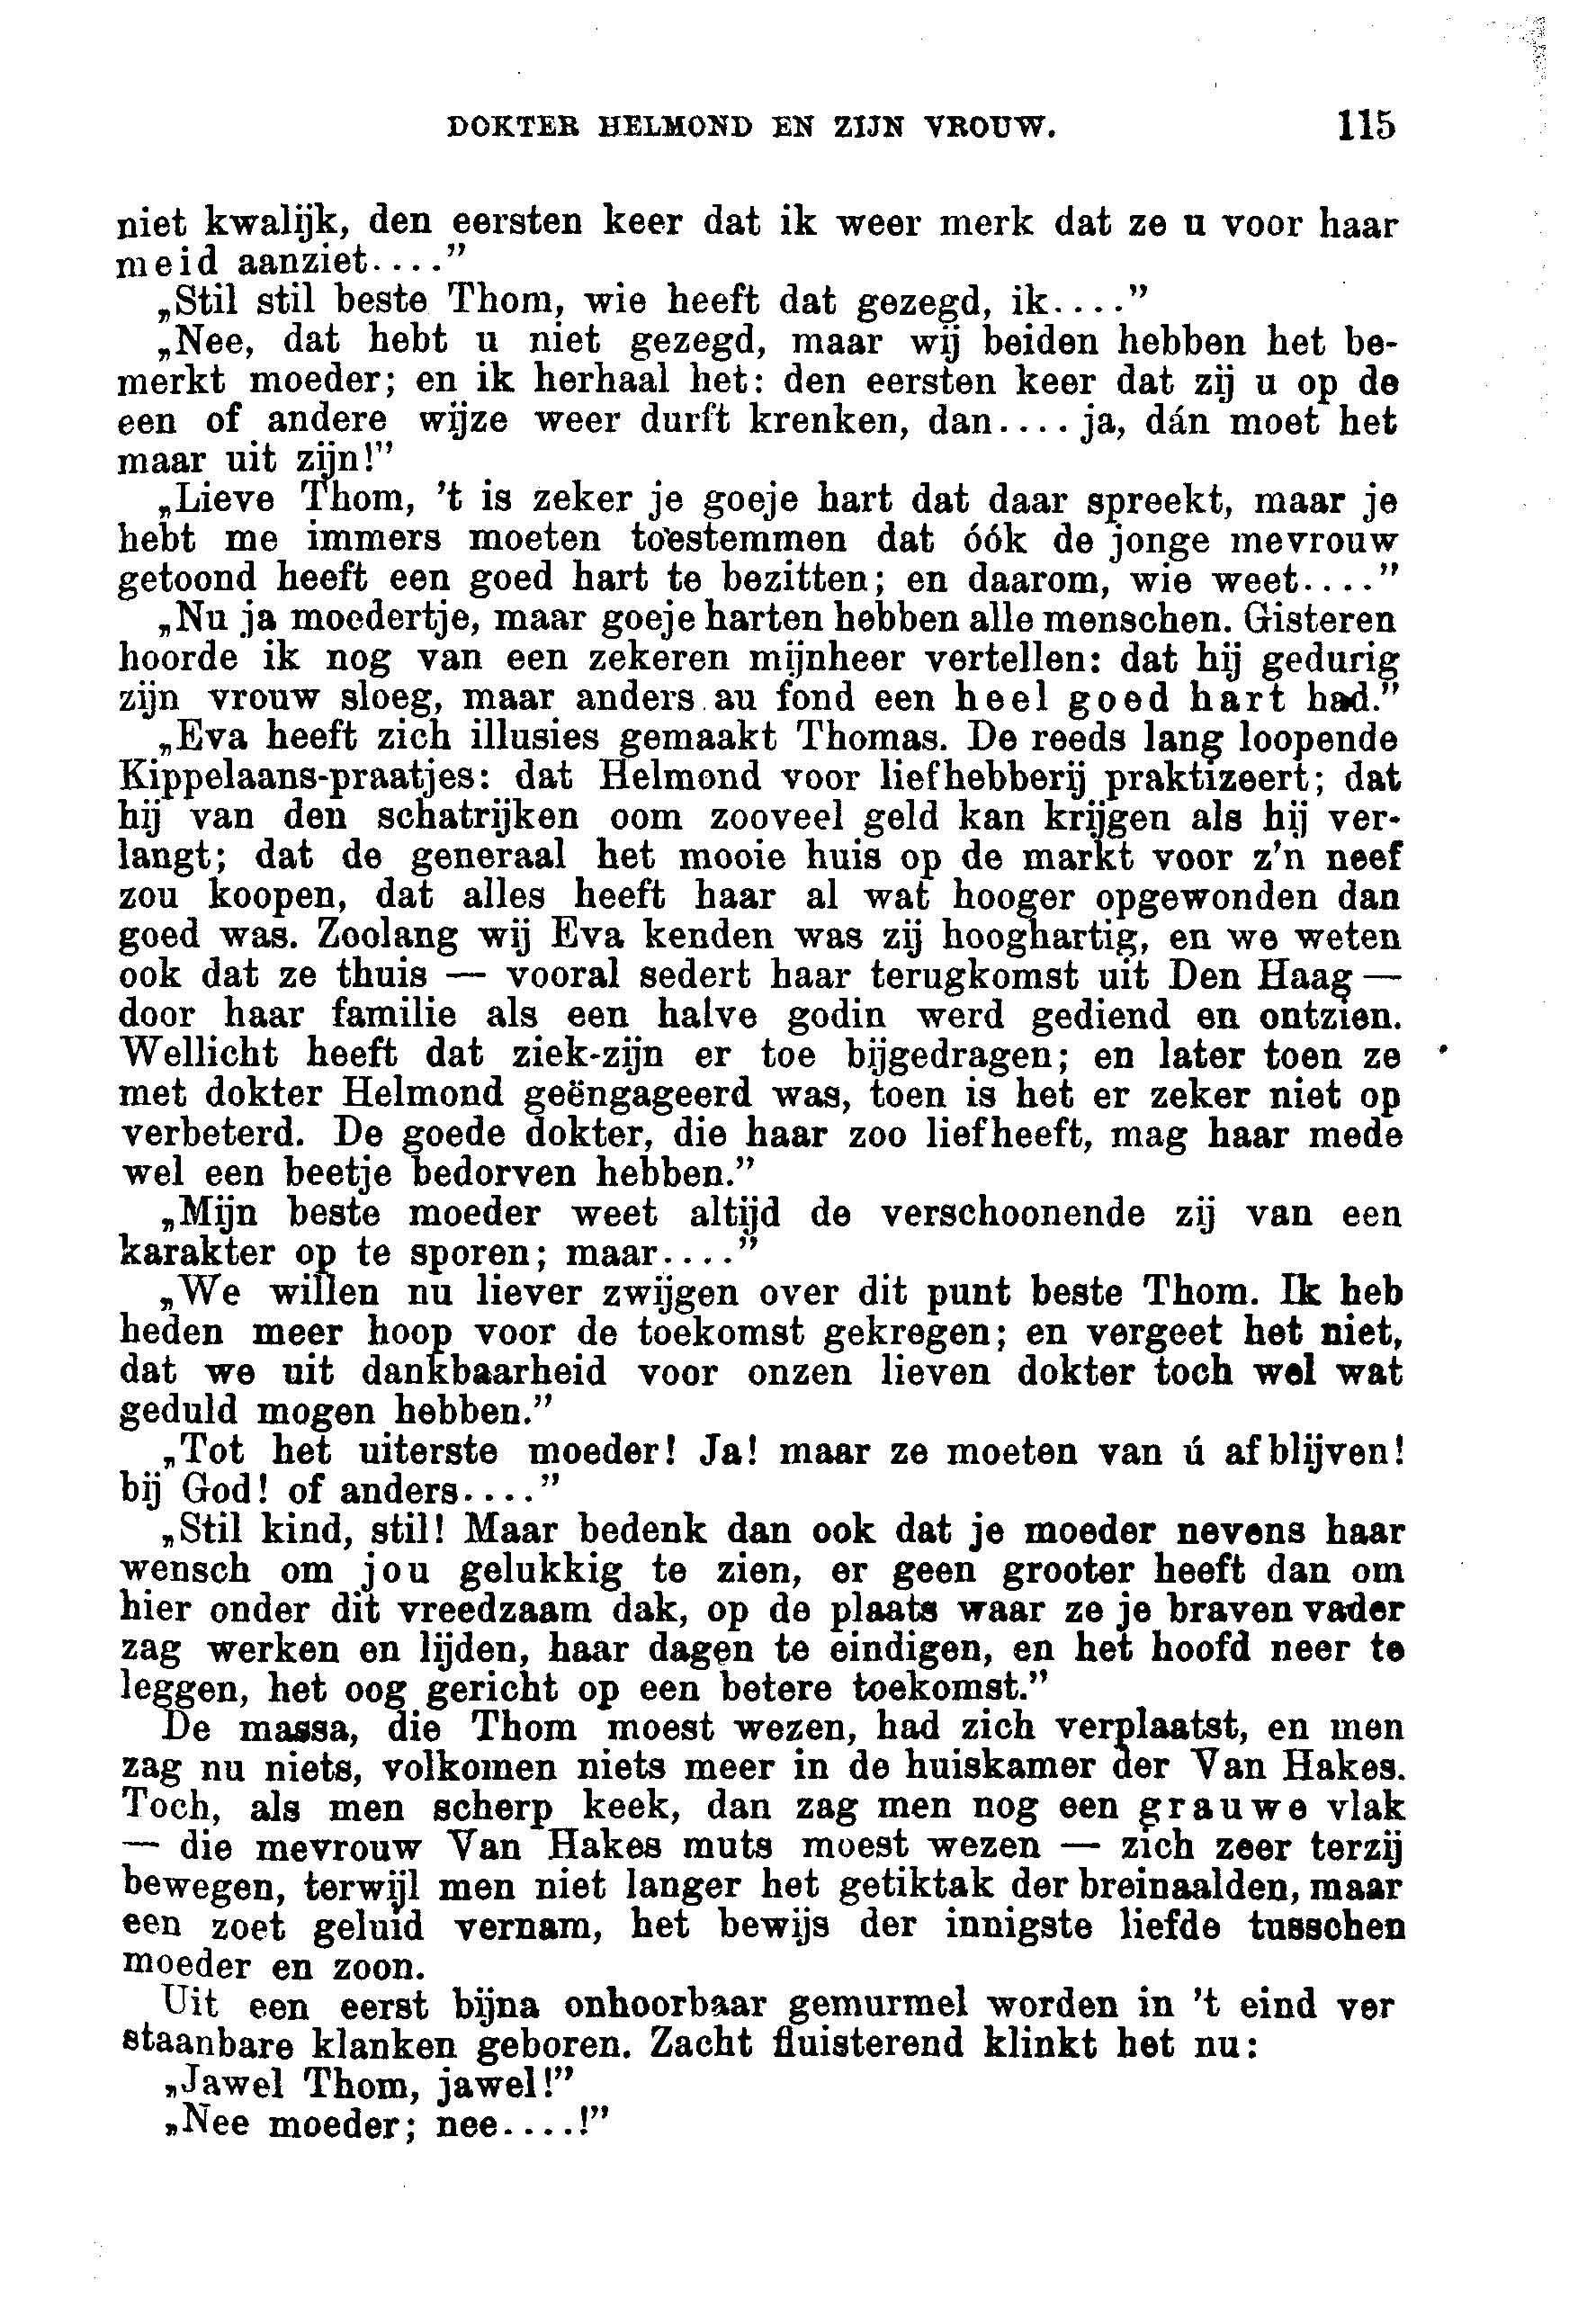 DOKTER HELMOND EN ZIJN VROUW. 115
niet kwalijk, den eersten keer dat ik weer merk dat ze u voor haar
meid aanziet....”
„Stil stil beste Thom, wie heeft dat gezegd, ik....”
„Nee, dat hebt u niet gezegd, maar wij beiden hebben het be-
merkt moeder; en ik herhaal het: den eersten keer dat zij u op de
een of andere wijze weer durft krenken, dan.... ja, dán moet het
maar uit zijn!”
„Lieve Thom, 't is zeker je goeje hart dat daar spreekt, maar je
hebt me immers moeten toestemmen dat óók de jonge mevrouw
getoond heeft een goed hart te bezitten; en daarom, wie weet....”
„Nu ja moedertje, maar goeje harten hebben alle menschen. Gisteren
hoorde ik nog van een zekeren mijnheer vertellen: dat hij gedurig
zijn vrouw sloeg, maar anders au fond een heel goed hart had.”
„Eva heeft zich illusies gemaakt Thomas. De reeds lang loopende
Kippelaans-praatjes: dat Helmond voor liefhebberij praktizeert; dat
hij van den schatrijken oom zooveel geld kan krijgen als hij ver-
langt; dat de generaal het mooie huis op de markt voor z'n neef
zou koopen, dat alles heeft haar al wat hooger opgewonden dan
goed was. Zoolang wij Eva kenden was zij hooghartig, en we weten
ook dat ze thuis — vooral sedert haar terugkomst uit Den Haag —
door haar familie als een halve godin werd gediend en ontzien.
Wellicht heeft dat ziek-zijn er toe bijgedragen; en later toen ze
met dokter Helmond geëngageerd was, toen is het er zeker niet op
verbeterd. De goede dokter, die haar zoo liefheeft, mag haar mede
wel een beetje bedorven hebben.”
„Mijn beste moeder weet altijd de verschoonende zij van een
karakter op te sporen; maar....”
„We willen nu liever zwijgen over dit punt beste Thom. Ik heb
heden meer hoop voor de toekomst gekregen; en vergeet het niet,
dat we uit dankbaarheid voor onzen lieven dokter toch wel wat
geduld mogen hebben.”
„Tot het uiterste moeder! Ja! maar ze moeten van ú afblijven!
bij God! of anders....”
„Stil kind, stil! Maar bedenk dan ook dat je moeder nevens haar
wensch om jou gelukkig te zien, er geen grooter heeft dan om
hier onder dit vreedzaam dak, op de plaats waar ze je braven vader
zag werken en lijden, haar dagen te eindigen, en het hoofd neer te
leggen, het oog gericht op een betere toekomst.”
De massa, die Thom moest wezen, had zich verplaatst, en men
zag nu niets, volkomen niets meer in de huiskamer der Van Hakes.
Toch, als men scherp keek, dan zag men nog een grauwe vlak
— die mevrouw Van Hakes muts moest wezen — zich zeer terzij
bewegen, terwijl men niet langer het getiktak der breinaalden, maar
een zoet geluid vernam, het bewijs der innigste liefde tusschen
moeder en zoon.
Uit een eerst bijna onhoorbaar gemurmel worden in 't eind ver
staanbare klanken geboren. Zacht fluisterend klinkt het nu:
„Jawel Thom, jawel!”
„Nee moeder; nee....!”